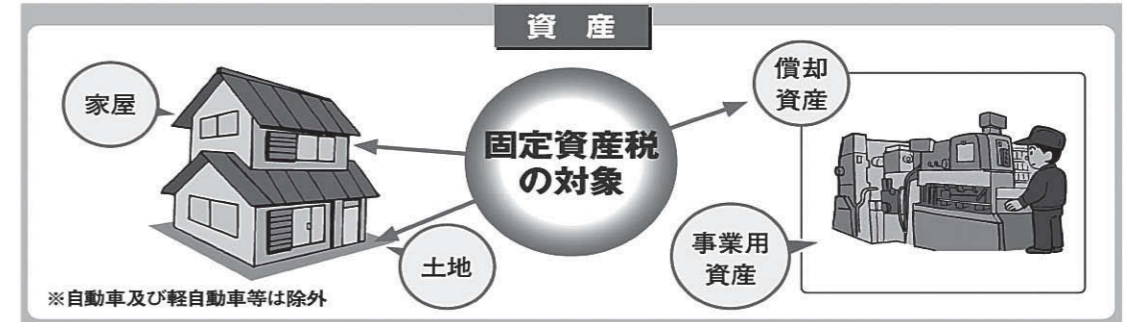 資産
家屋
固定資産税
の対象
償却
資産
土地
事業用
資産
※自動車及び軽自動車等は除外